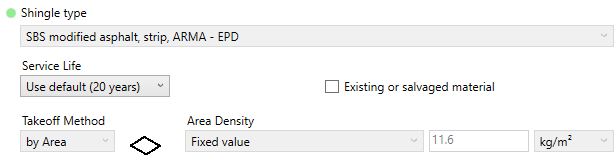 Shingle type
SBS modified asphalt, strip, ARMA - EPD
Service Life
Use default (20 years)
Existing or salvaged material
Takeoff Method
Area Density
by Area
Fixed value
11.6
kg/m²